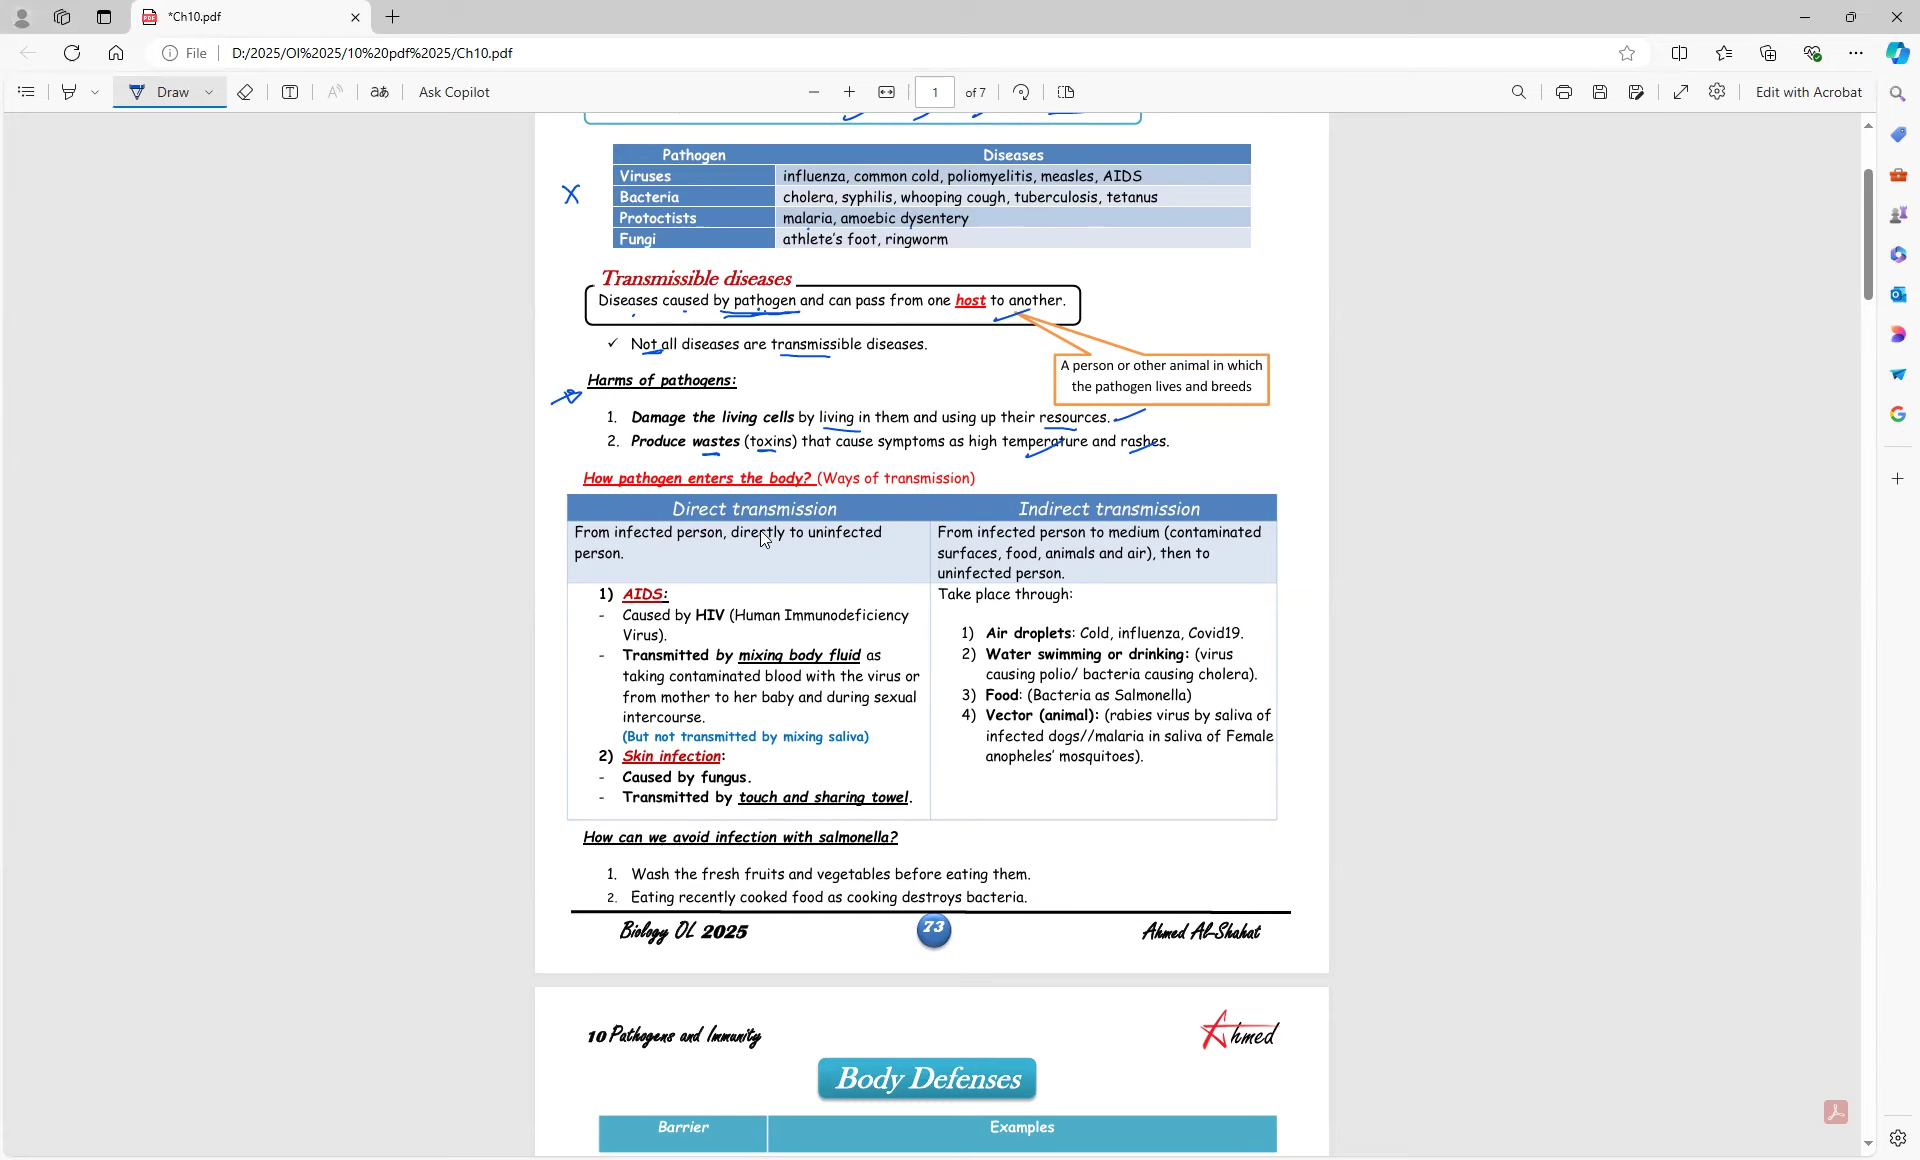 *Ch10.pdf
File
D:/2025/Ol%2025/10%20pdf%2025/Ch10.pdf
Draw
Ask Copilot
1 of 7
Edit with Acrobat
Pathogen Diseases
Viruses influenza, common cold, poliomyelitis, measles, AIDS
Bacteria cholera, syphilis, whooping cough, tuberculosis, tetanus
Protoctists malaria, amoebic dysentery
Fungi athlete's foot, ringworm
Transmissible diseases
Diseases caused by pathogen and can pass from one host to another.
✓ Not all diseases are transmissible diseases.
A person or other animal in which
the pathogen lives and breeds
Harms of pathogens:
1. Damage the living cells by living in them and using up their resources.
2. Produce wastes (toxins) that cause symptoms as high temperature and rashes.
How pathogen enters the body? (Ways of transmission)
Direct transmission
From infected person, directly to uninfected
person.
1) AIDS:
- Caused by HIV (Human Immunodeficiency
Virus).
- Transmitted by mixing body fluid as
taking contaminated blood with the virus or
from mother to her baby and during sexual
intercourse.
(But not transmitted by mixing saliva)
2) Skin infection:
- Caused by fungus.
- Transmitted by touch and sharing towel.
Indirect transmission
From infected person to medium (contaminated
surfaces, food, animals and air), then to
uninfected person.
Take place through:
1) Air droplets: Cold, influenza, Covid19.
2) Water swimming or drinking: (virus
causing polio/ bacteria causing cholera).
3) Food: (Bacteria as Salmonella)
4) Vector (animal): (rabies virus by saliva of
infected dogs//malaria in saliva of Female
anopheles' mosquitoes).
How can we avoid infection with salmonella?
1. Wash the fresh fruits and vegetables before eating them.
2. Eating recently cooked food as cooking destroys bacteria.
Biology OL 2025
73
Ahmed Al-Shahat
10 Pathogens and Immunity
Ahmed
Body Defenses
Barrier Examples